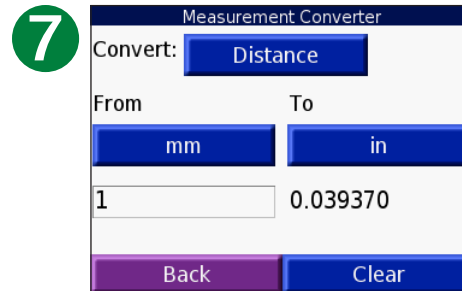 7
Measurement Converter
Convert: Distance
From To
mm in
1 0.039370
Back Clear